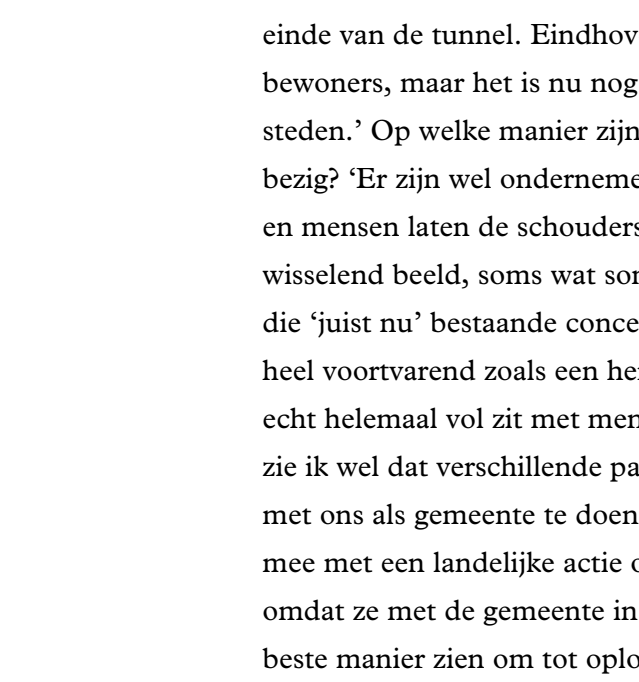 einde van de tunnel. Eindhov
bewoners, maar het is nu nog
steden.’ Op welke manier zijn
bezig? ‘Er zijn wel onderneme
en mensen laten de schouders
wisselend beeld, soms wat som
die ‘juist nu’ bestaande conce
heel voortvarend zoals een he
echt helemaal vol zit met men
zie ik wel dat verschillende pa
met ons als gemeente te doen
mee met een landelijke actie o
omdat ze met de gemeente in
beste manier zien om tot oplo